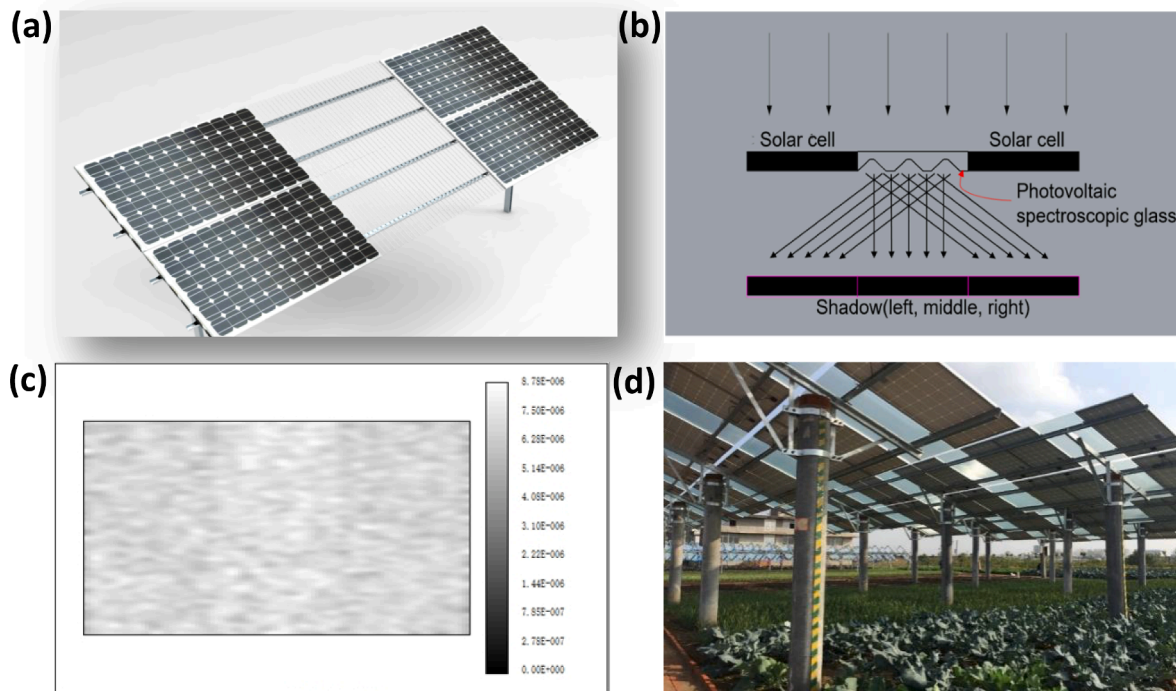 (a)
(b)
Solar cell
Solar cell
Photovoltaic
spectroscopic glass
Shadow(left, middle, right)
(c)
8.78E-006
7.50E-006
6.28E-006
5.14E-006
4.08E-006
3.10E-006
2.22E-006
1.44E-006
7.85E-007
2.78E-007
0.00E+000
(d)